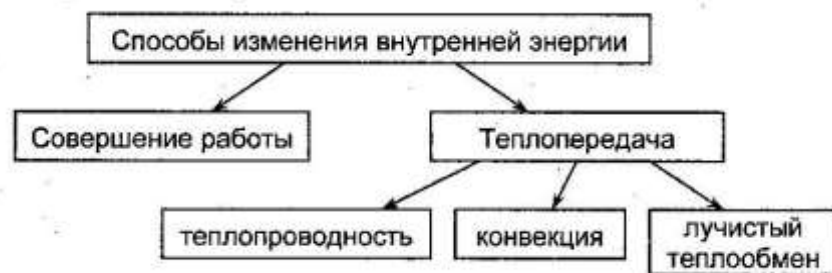 Способы изменения внутренней энергии
Совершение работы
Теплопередача
теплопроводность
конвекция
лучистый
теплообмен